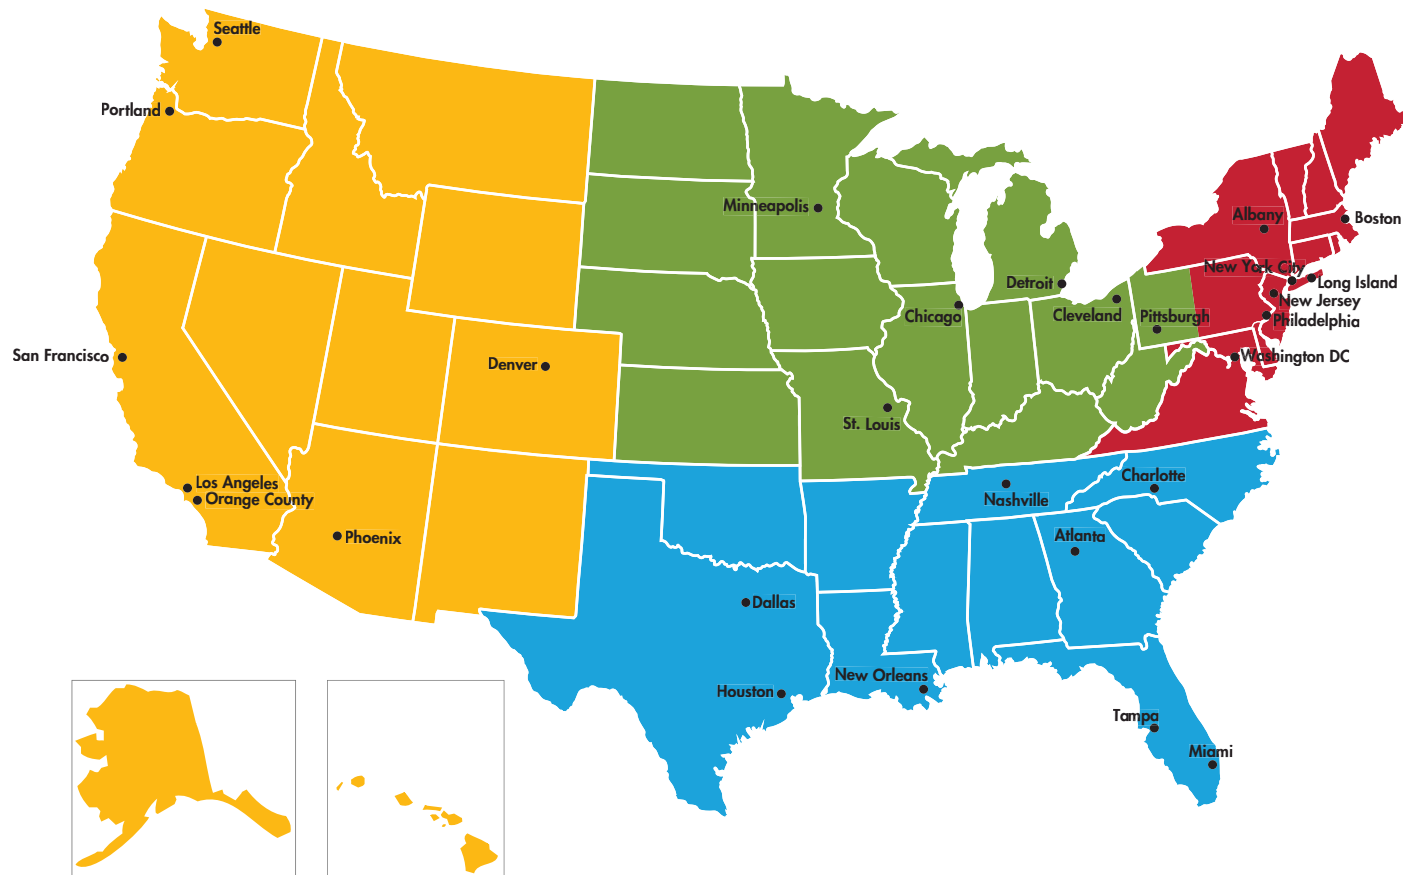 Seattle
Portland
Minneapolis
Albany
Boston
New York City
Detroit
Long Island
New Jersey
Chicago
Cleveland
Pittsburgh
Philadelphia
San Francisco
Washington DC
Denver
St. Louis
Los Angeles
Orange County
Charlotte
Nashville
Phoenix
Atlanta
Dallas
New Orleans
Houston
Tampa
Miami